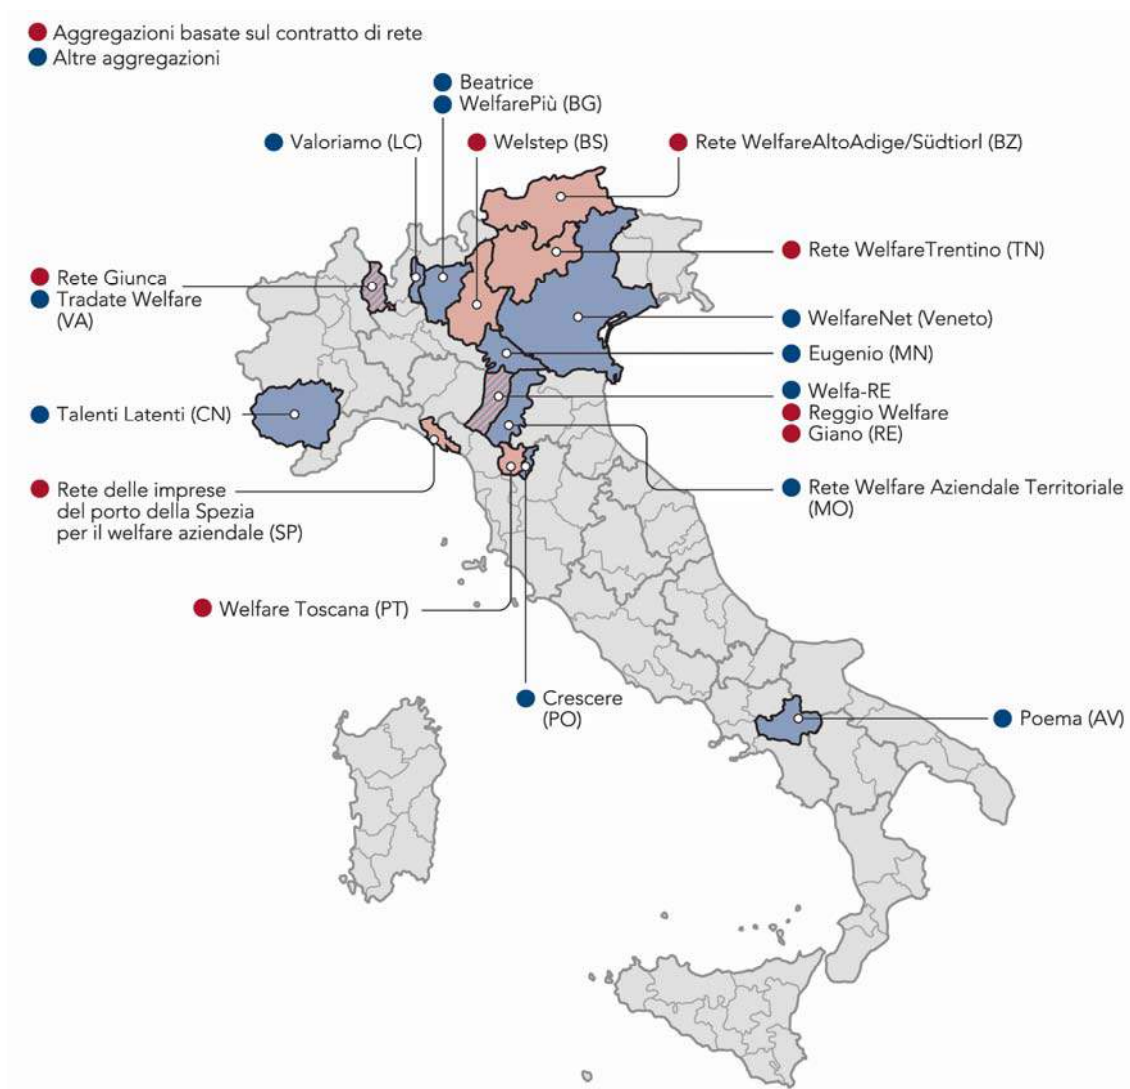 Aggregazioni basate sul contratto di rete
Altre aggregazioni
Beatrice
WelfarePiù (BG)
Valoriamo (LC)
Welstep (BS)
Rete WelfareAltoAdige/Südtiorl (BZ)
Rete WelfareTrentino (TN)
Rete Giunca
Tradate Welfare
(VA)
WelfareNet (Veneto)
Eugenio (MN)
Welfa-RE
Reggio Welfare
Giano (RE)
Talenti Latenti (CN)
Rete Welfare Aziendale Territoriale
(MO)
Rete delle imprese
del porto della Spezia
per il welfare aziendale (SP)
Welfare Toscana (PT)
Crescere
(PO)
Poema (AV)